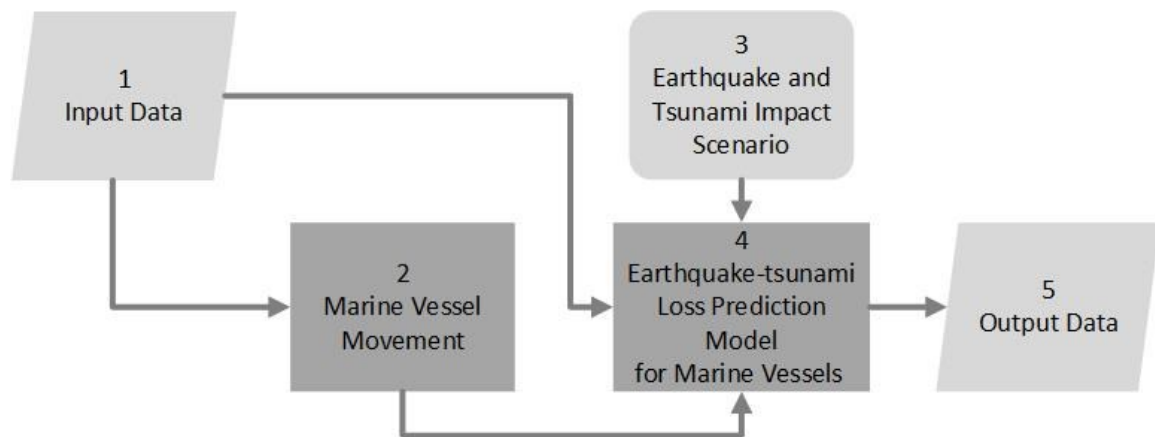 1
Input Data
2
Marine Vessel
Movement
3
Earthquake and
Tsunami Impact
Scenario
4
Earthquake-tsunami
Loss Prediction
Model
for Marine Vessels
5
Output Data